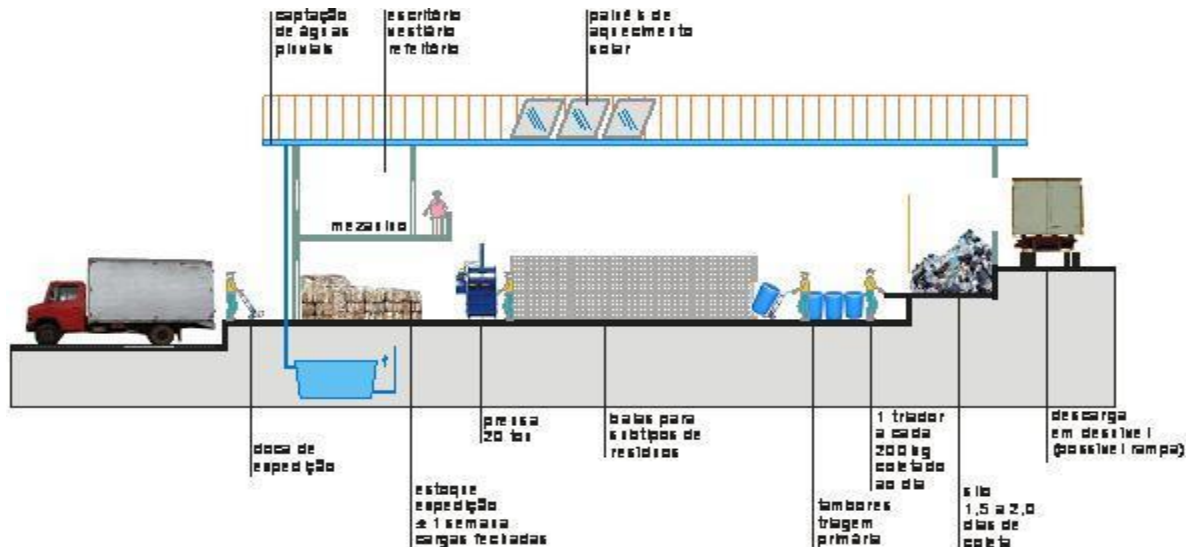 captação
de águas
pluviais
escritório
vestiário
refeitório
painéis de
aquecimento
solar
mezanino
doca de
expedição
estoque
expedição
± 1 semana
cargas fechadas
prensa
20 ton
baias para
subtipos de
resíduos
tambores
triagem
primária
1 triador
a cada
200 kg
coletado
ao dia
silo
1,5 a 2,0
dias de
coleta
descarga
em desnível
(possível rampa)